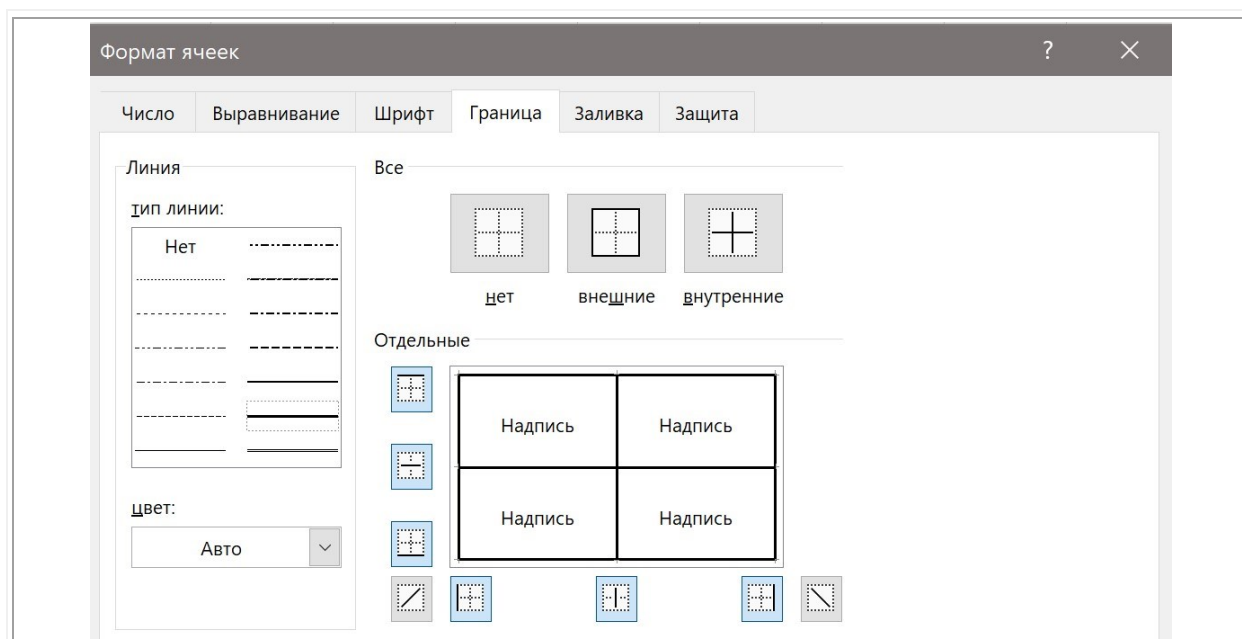 Формат ячеек ?
Число Выравнивание Шрифт Граница Заливка Защита
Линия
тип линии:
Нет
цвет:
Авто
Все
нет внешние внутренние
Отдельные
Надпись Надпись
Надпись Надпись